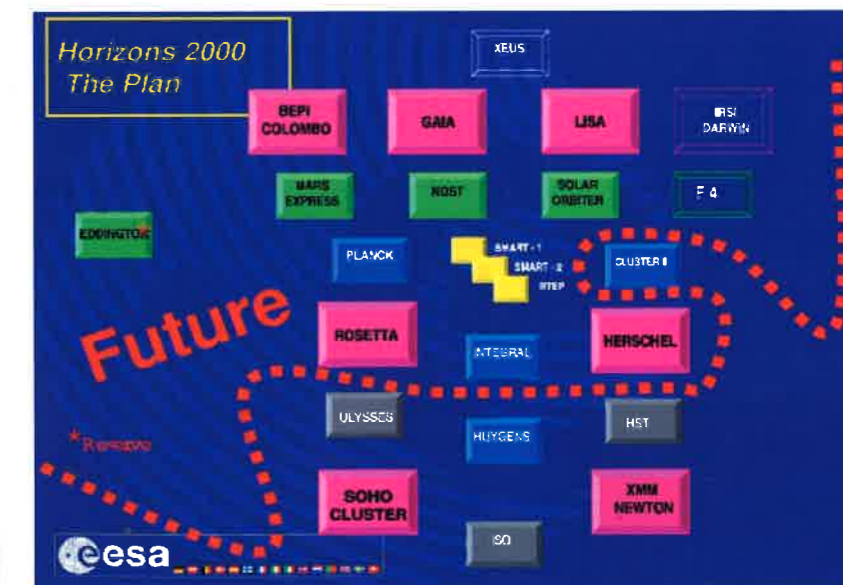 Horizons 2000
The Plan
XEUS
BEPI
COLOMBO
GAIA
LISA
IRSI
DARWIN
MARS
EXPRESS
NGST
SOLAR
ORBITER
F 4
EDDINGTON*
PLANCK
SMART - 1
SMART - 2
STEP
CLUSTER II
Future
ROSETTA
INTEGRAL
HERSCHEL
ULYSSES
HUYGENS
HST
*Reserve
SOHO
CLUSTER
XMM
NEWTON
ISO
esa